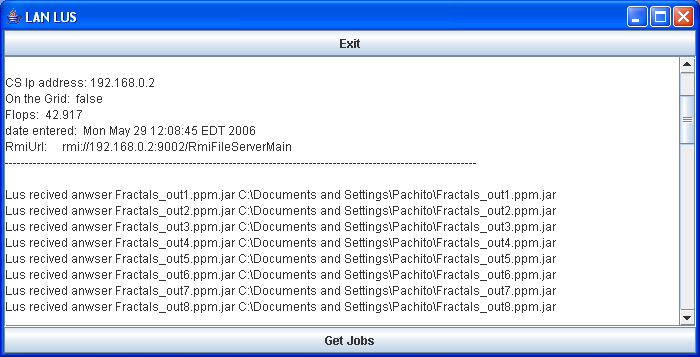 LAN LUS
Exit
CS Ip address: 192.168.0.2
On the Grid:  false
Flops:  42.917
date entered:  Mon May 29 12:08:45 EDT 2006
RmiUrl:    rmi://192.168.0.2:9002/RmiFileServerMain
----------------------------------------------------------------------------------------------------------------------
Lus recived anwser Fractals_out1.ppm.jar C:\Documents and Settings\Pachito\Fractals_out1.ppm.jar
Lus recived anwser Fractals_out2.ppm.jar C:\Documents and Settings\Pachito\Fractals_out2.ppm.jar
Lus recived anwser Fractals_out3.ppm.jar C:\Documents and Settings\Pachito\Fractals_out3.ppm.jar
Lus recived anwser Fractals_out4.ppm.jar C:\Documents and Settings\Pachito\Fractals_out4.ppm.jar
Lus recived anwser Fractals_out5.ppm.jar C:\Documents and Settings\Pachito\Fractals_out5.ppm.jar
Lus recived anwser Fractals_out6.ppm.jar C:\Documents and Settings\Pachito\Fractals_out6.ppm.jar
Lus recived anwser Fractals_out7.ppm.jar C:\Documents and Settings\Pachito\Fractals_out7.ppm.jar
Lus recived anwser Fractals_out8.ppm.jar C:\Documents and Settings\Pachito\Fractals_out8.ppm.jar
Get Jobs